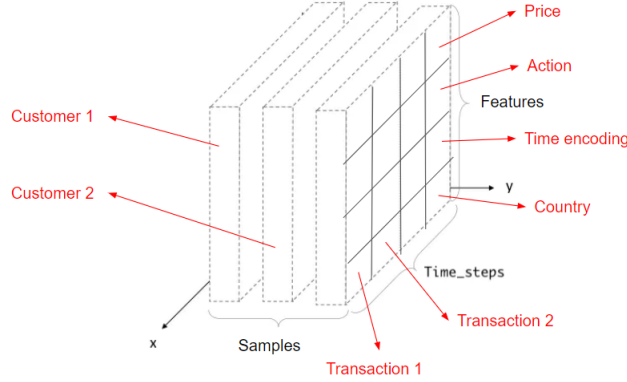 Price
Action
Features
Customer 1
Time encoding
Customer 2
y
Country
Time_steps
Transaction 2
x
Samples
Transaction 1